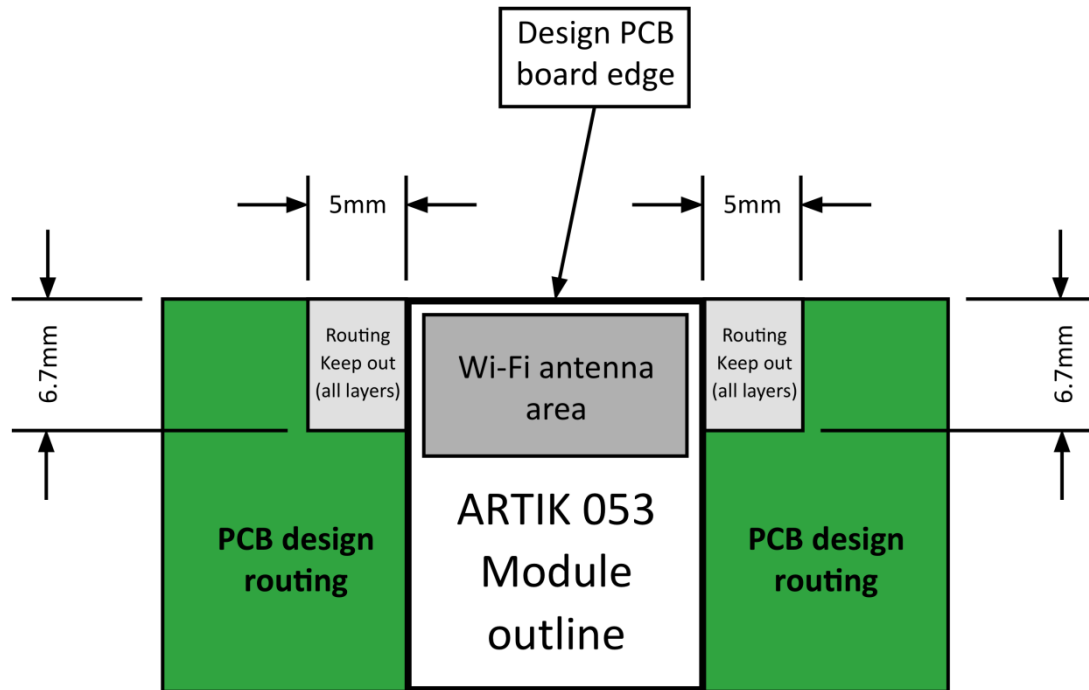 Design PCB
board edge
5mm
5mm
6.7mm
Routing
Keep out
(all layers)
Wi-Fi antenna
area
Routing
Keep out
(all layers)
6.7mm
PCB design
routing
ARTIK 053
Module
outline
PCB design
routing